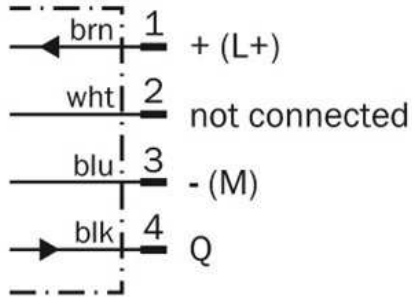 brn 1 + (L+)
wht 2 not connected
blu 3 - (M)
blk 4 Q